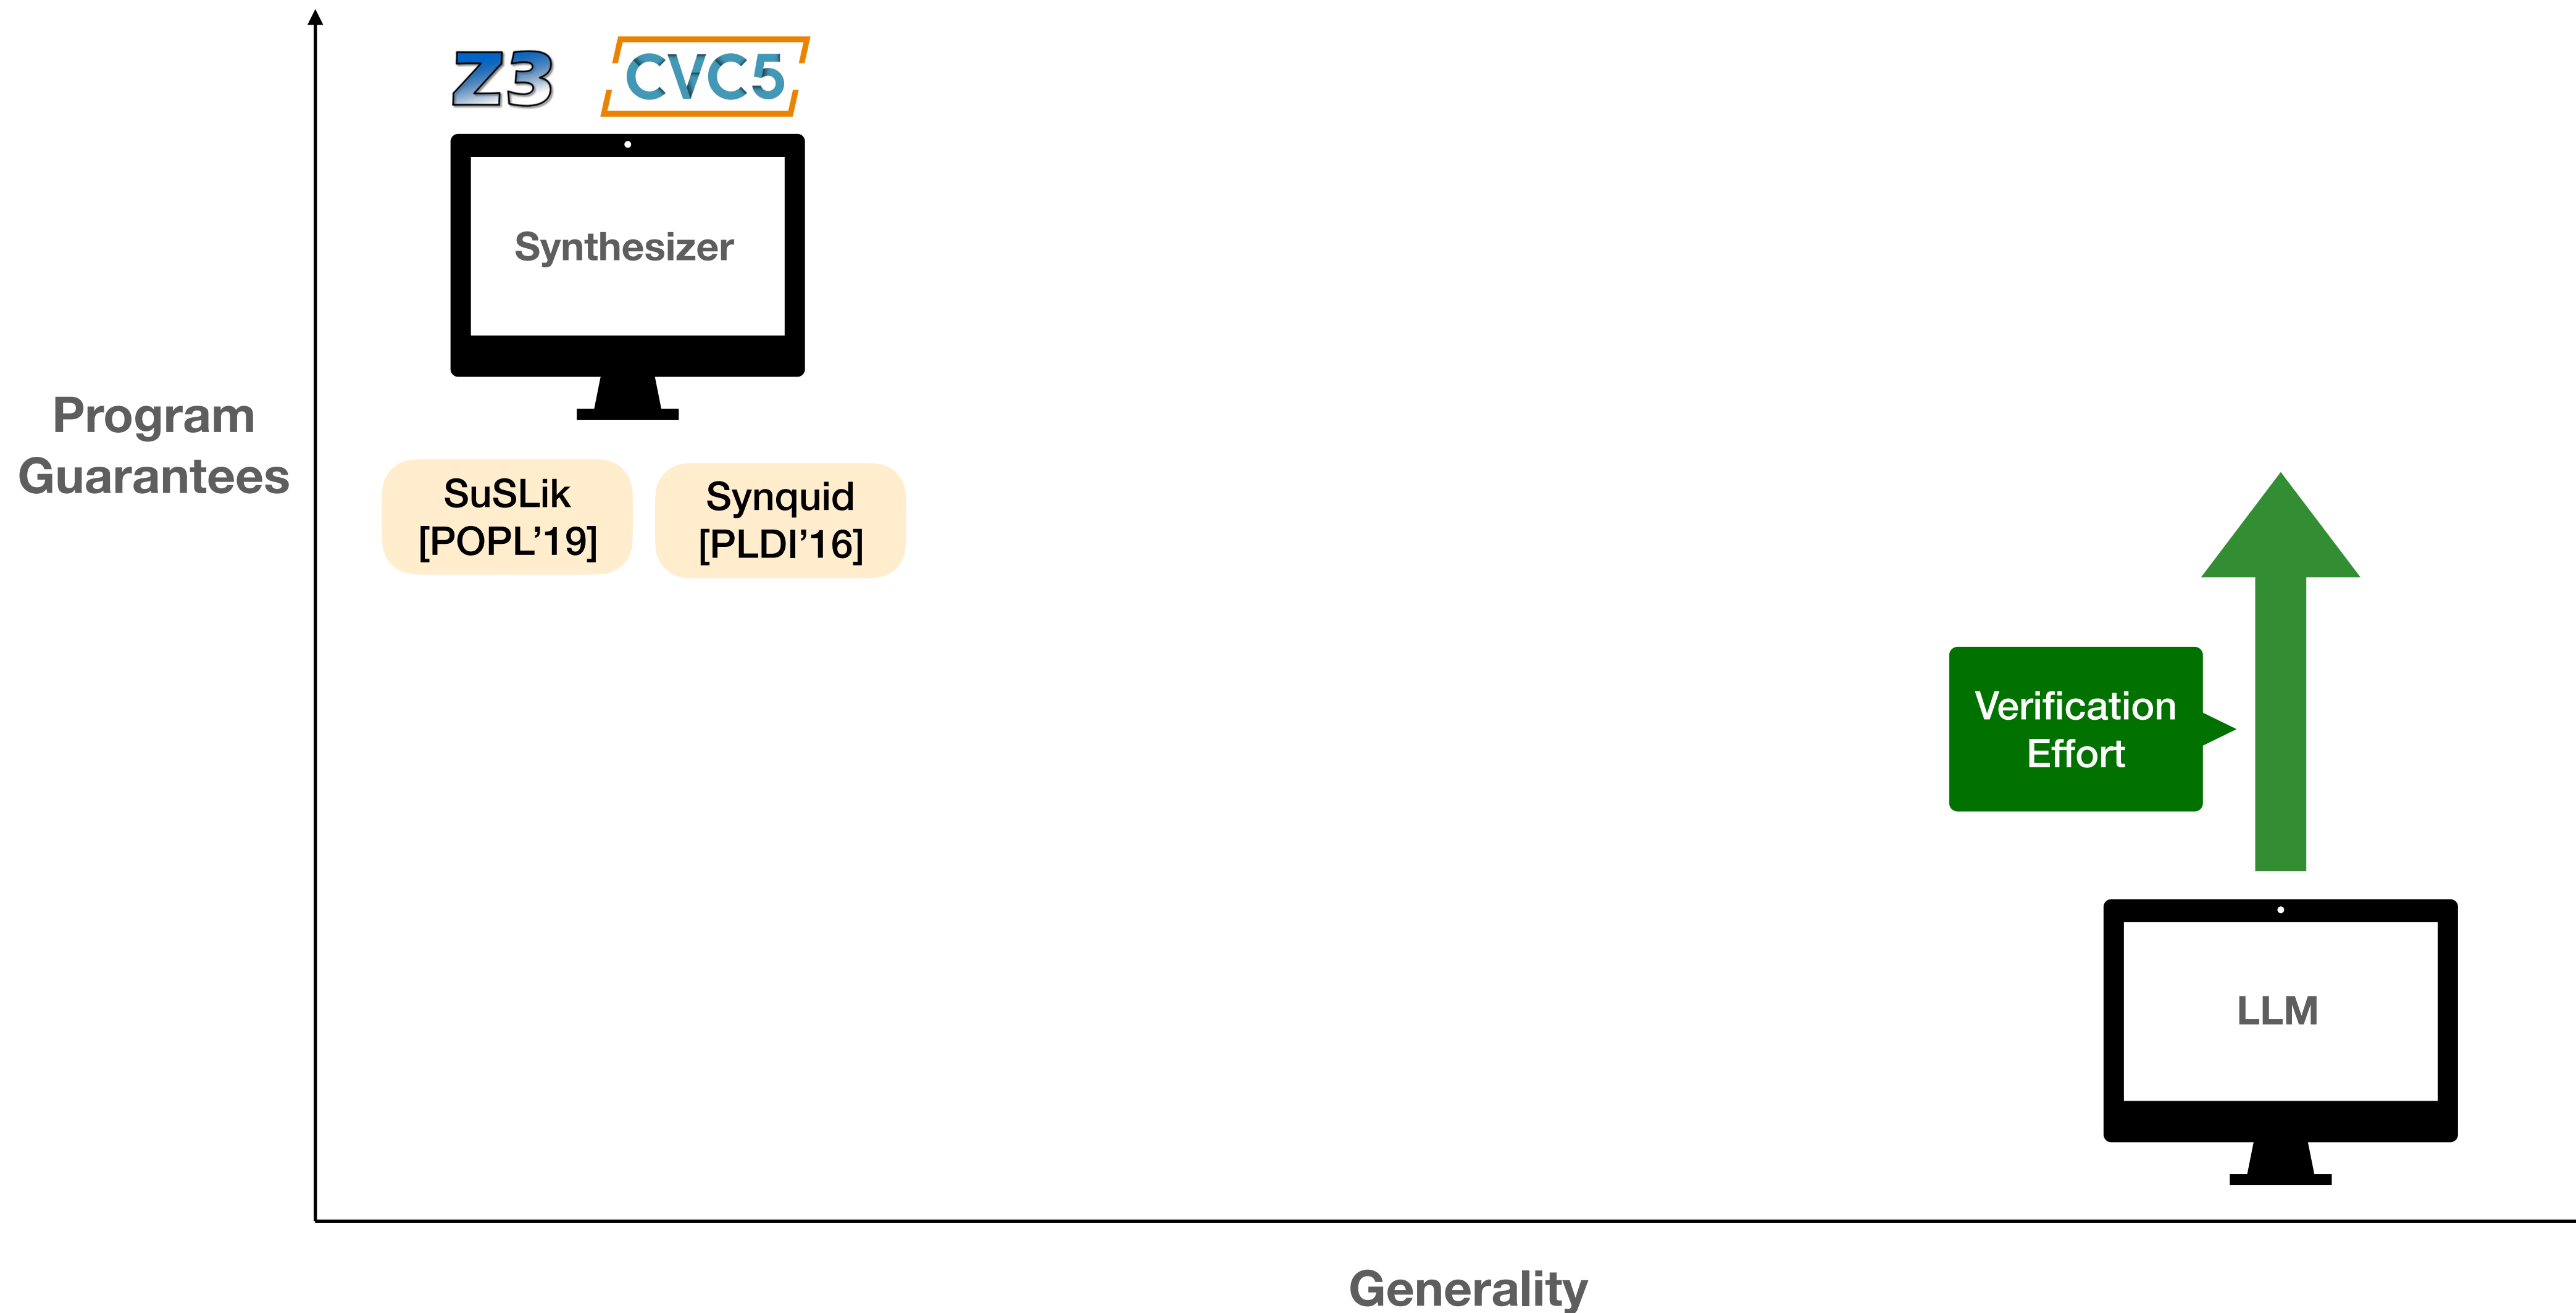 Z3
CVC5
Synthesizer
Program
Guarantees
SuSLik
[POPL’19]
Synquid
[PLDI’16]
Verification
Effort
LLM
Generality